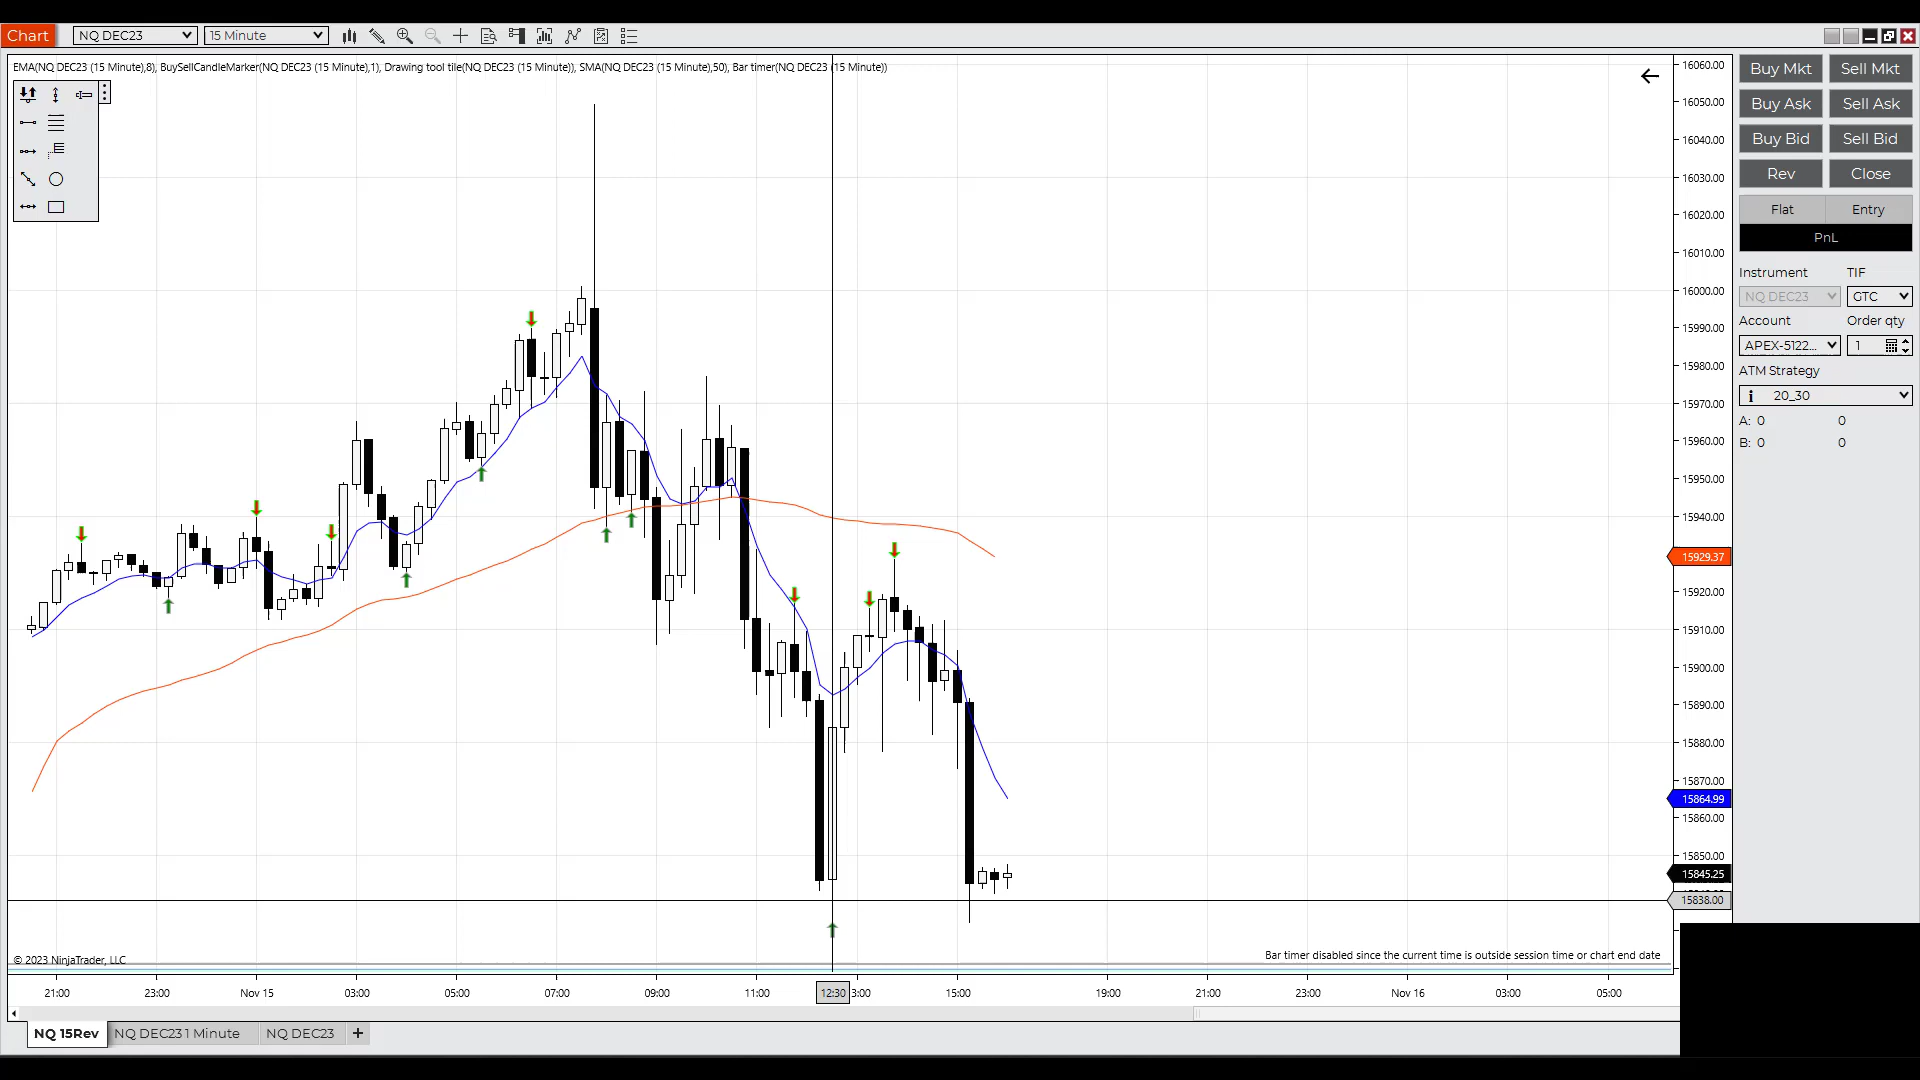 Chart NQ DEC23 15 Minute
EMA(NQ DEC23 (15 Minute),8), BuySellCandleMarker(NQ DEC23 (15 Minute),1), Drawing tool tile(NQ DEC23 (15 Minute)), SMA(NQ DEC23 (15 Minute),50), Bar timer(NQ DEC23 (15 Minute))
16060.00
16050.00
16040.00
16030.00
16020.00
16010.00
16000.00
15990.00
15980.00
15970.00
15960.00
15950.00
15940.00
15929.37
15920.00
15910.00
15900.00
15890.00
15880.00
15870.00
15864.99
15860.00
15850.00
15845.25
15838.00
Buy Mkt Sell Mkt
Buy Ask Sell Ask
Buy Bid Sell Bid
Rev Close
Flat Entry
PnL
Instrument TIF
NQ DEC23 GTC
Account Order qty
APEX-5122... 1
ATM Strategy
i 20_30
A: 0 0
B: 0 0
© 2023 NinjaTrader, LLC
Bar timer disabled since the current time is outside session time or chart end date
21:00 23:00 Nov 15 03:00 05:00 07:00 09:00 11:00 12:30 3:00 15:00 19:00 21:00 23:00 Nov 16 03:00 05:00
NQ 15Rev NQ DEC23 1 Minute NQ DEC23 +